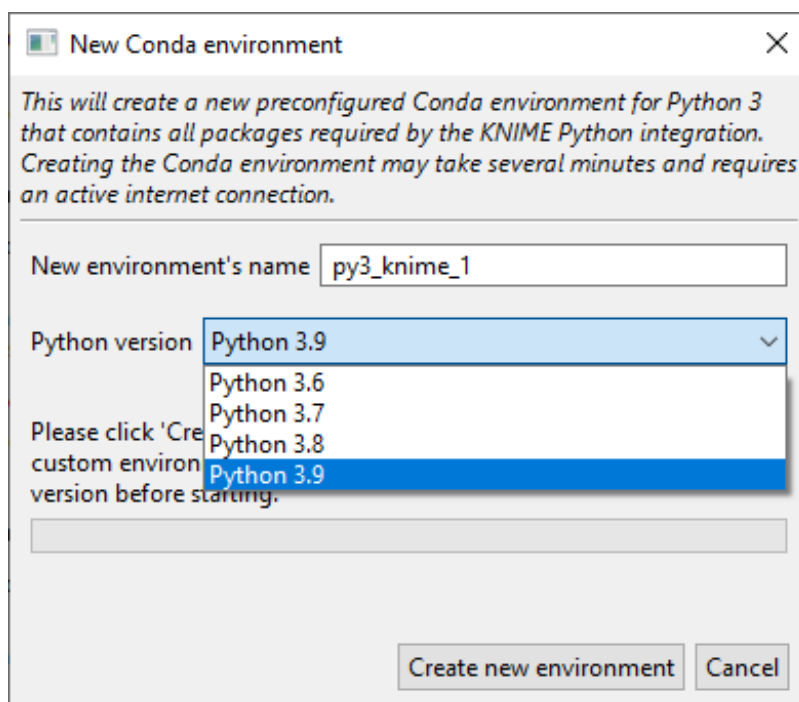 New Conda environment
This will create a new preconfigured Conda environment for Python 3
that contains all packages required by the KNIME Python integration.
Creating the Conda environment may take several minutes and requires
an active internet connection.
New environment's name py3_knime_1
Python version Python 3.9
Python 3.6
Python 3.7
Python 3.8
Python 3.9
Please click 'Cre
custom environ
version before starting.
Create new environment Cancel